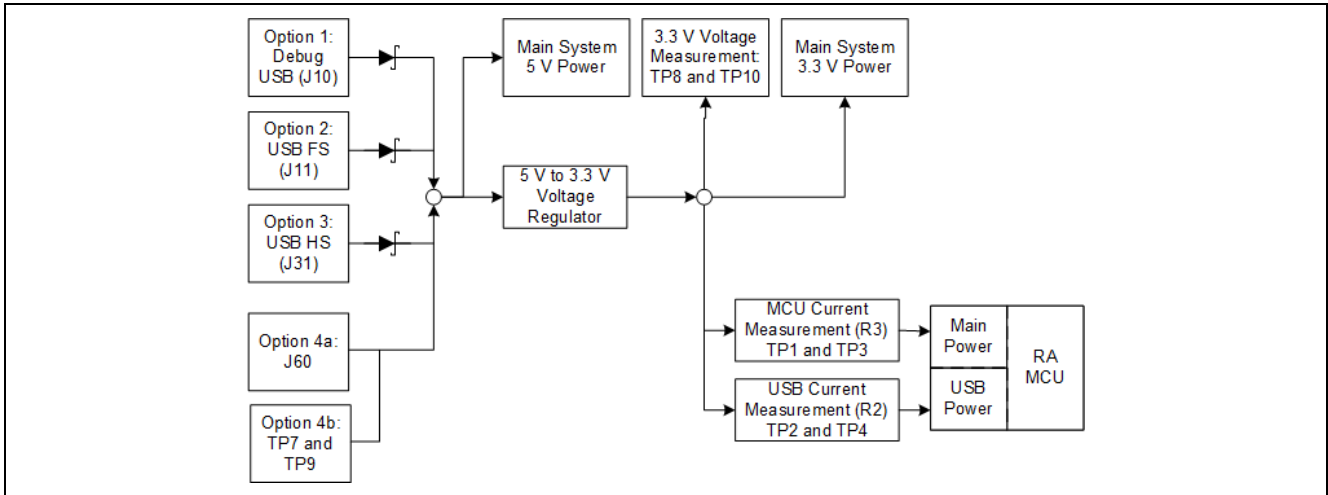 Option 1:
Debug
USB (J10)
Option 2:
USB FS
(J11)
Option 3:
USB HS
(J31)
Option 4a:
J60
Option 4b:
TP7 and
TP9
Main System
5 V Power
3.3 V Voltage
Measurement:
TP8 and TP10
Main System
3.3 V Power
5 V to 3.3 V
Voltage
Regulator
MCU Current
Measurement (R3)
TP1 and TP3
USB Current
Measurement (R2)
TP2 and TP4
Main
Power
USB
Power
RA
MCU